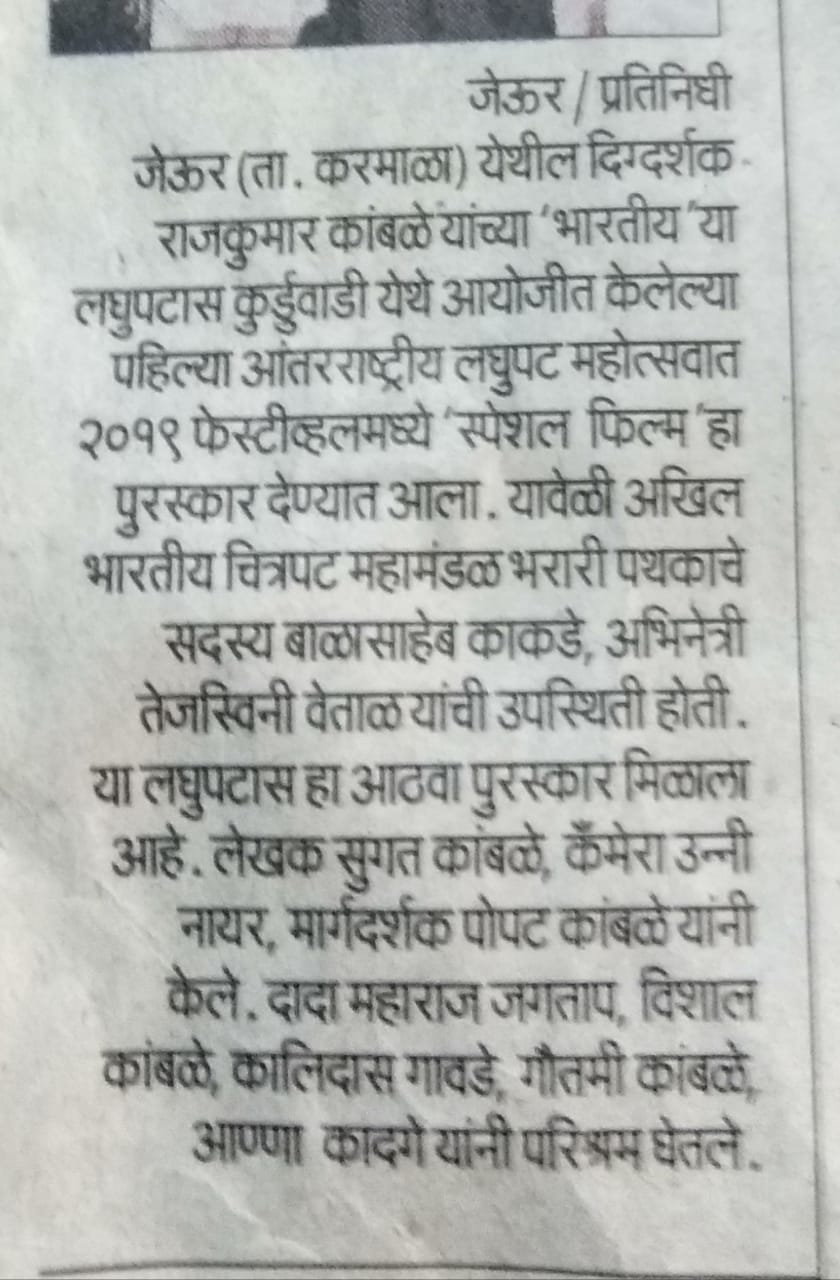 जेऊर / प्रतिनिधी
जेऊर (ता. करमाळा) येथील दिग्दर्शक
राजकुमार कांबळे यांच्या 'भारतीय' या
लघुपटास कुर्डुवाडी येथे आयोजीत केलेल्या
पहिल्या आंतरराष्ट्रीय लघुपट महोत्सवात
२०१९ फेस्टीव्हलमध्ये 'स्पेशल फिल्म' हा
पुरस्कार देण्यात आला. यावेळी अखिल
भारतीय चित्रपट महामंडळ भरारी पथकाचे
सदस्य बाळासाहेब काकडे, अभिनेत्री
तेजस्विनी वेताळ यांची उपस्थिती होती.
या लघुपटास हा आठवा पुरस्कार मिळाला
आहे. लेखक सुगत कांबळे, कॅंमेरा उन्नी
नायर, मार्गदर्शक पोपट कांबळे यांनी
केले. दादा महाराज जगताप, विशाल
कांबळे, कालिदास गावडे, गौतमी कांबळे,
आण्णा कादगे यांनी परिश्रम घेतले.